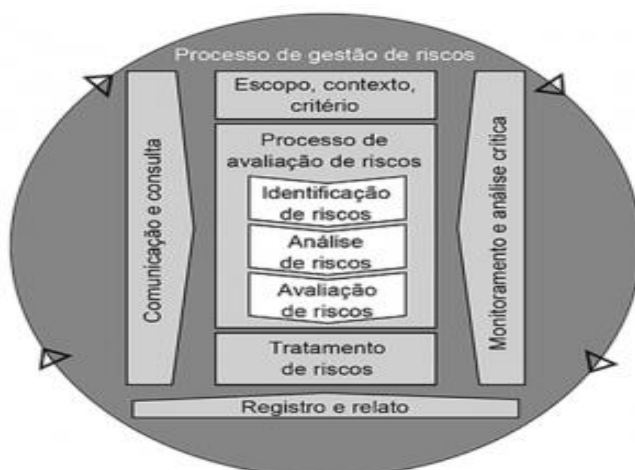 Processo de gestão de riscos
Escopo, contexto,
critério
Processo de
avaliação de riscos
Identificação
de riscos
Análise
de riscos
Avaliação
de riscos
Tratamento
de riscos
Comunicação e consulta
Monitoramento e análise crítica
Registro e relato